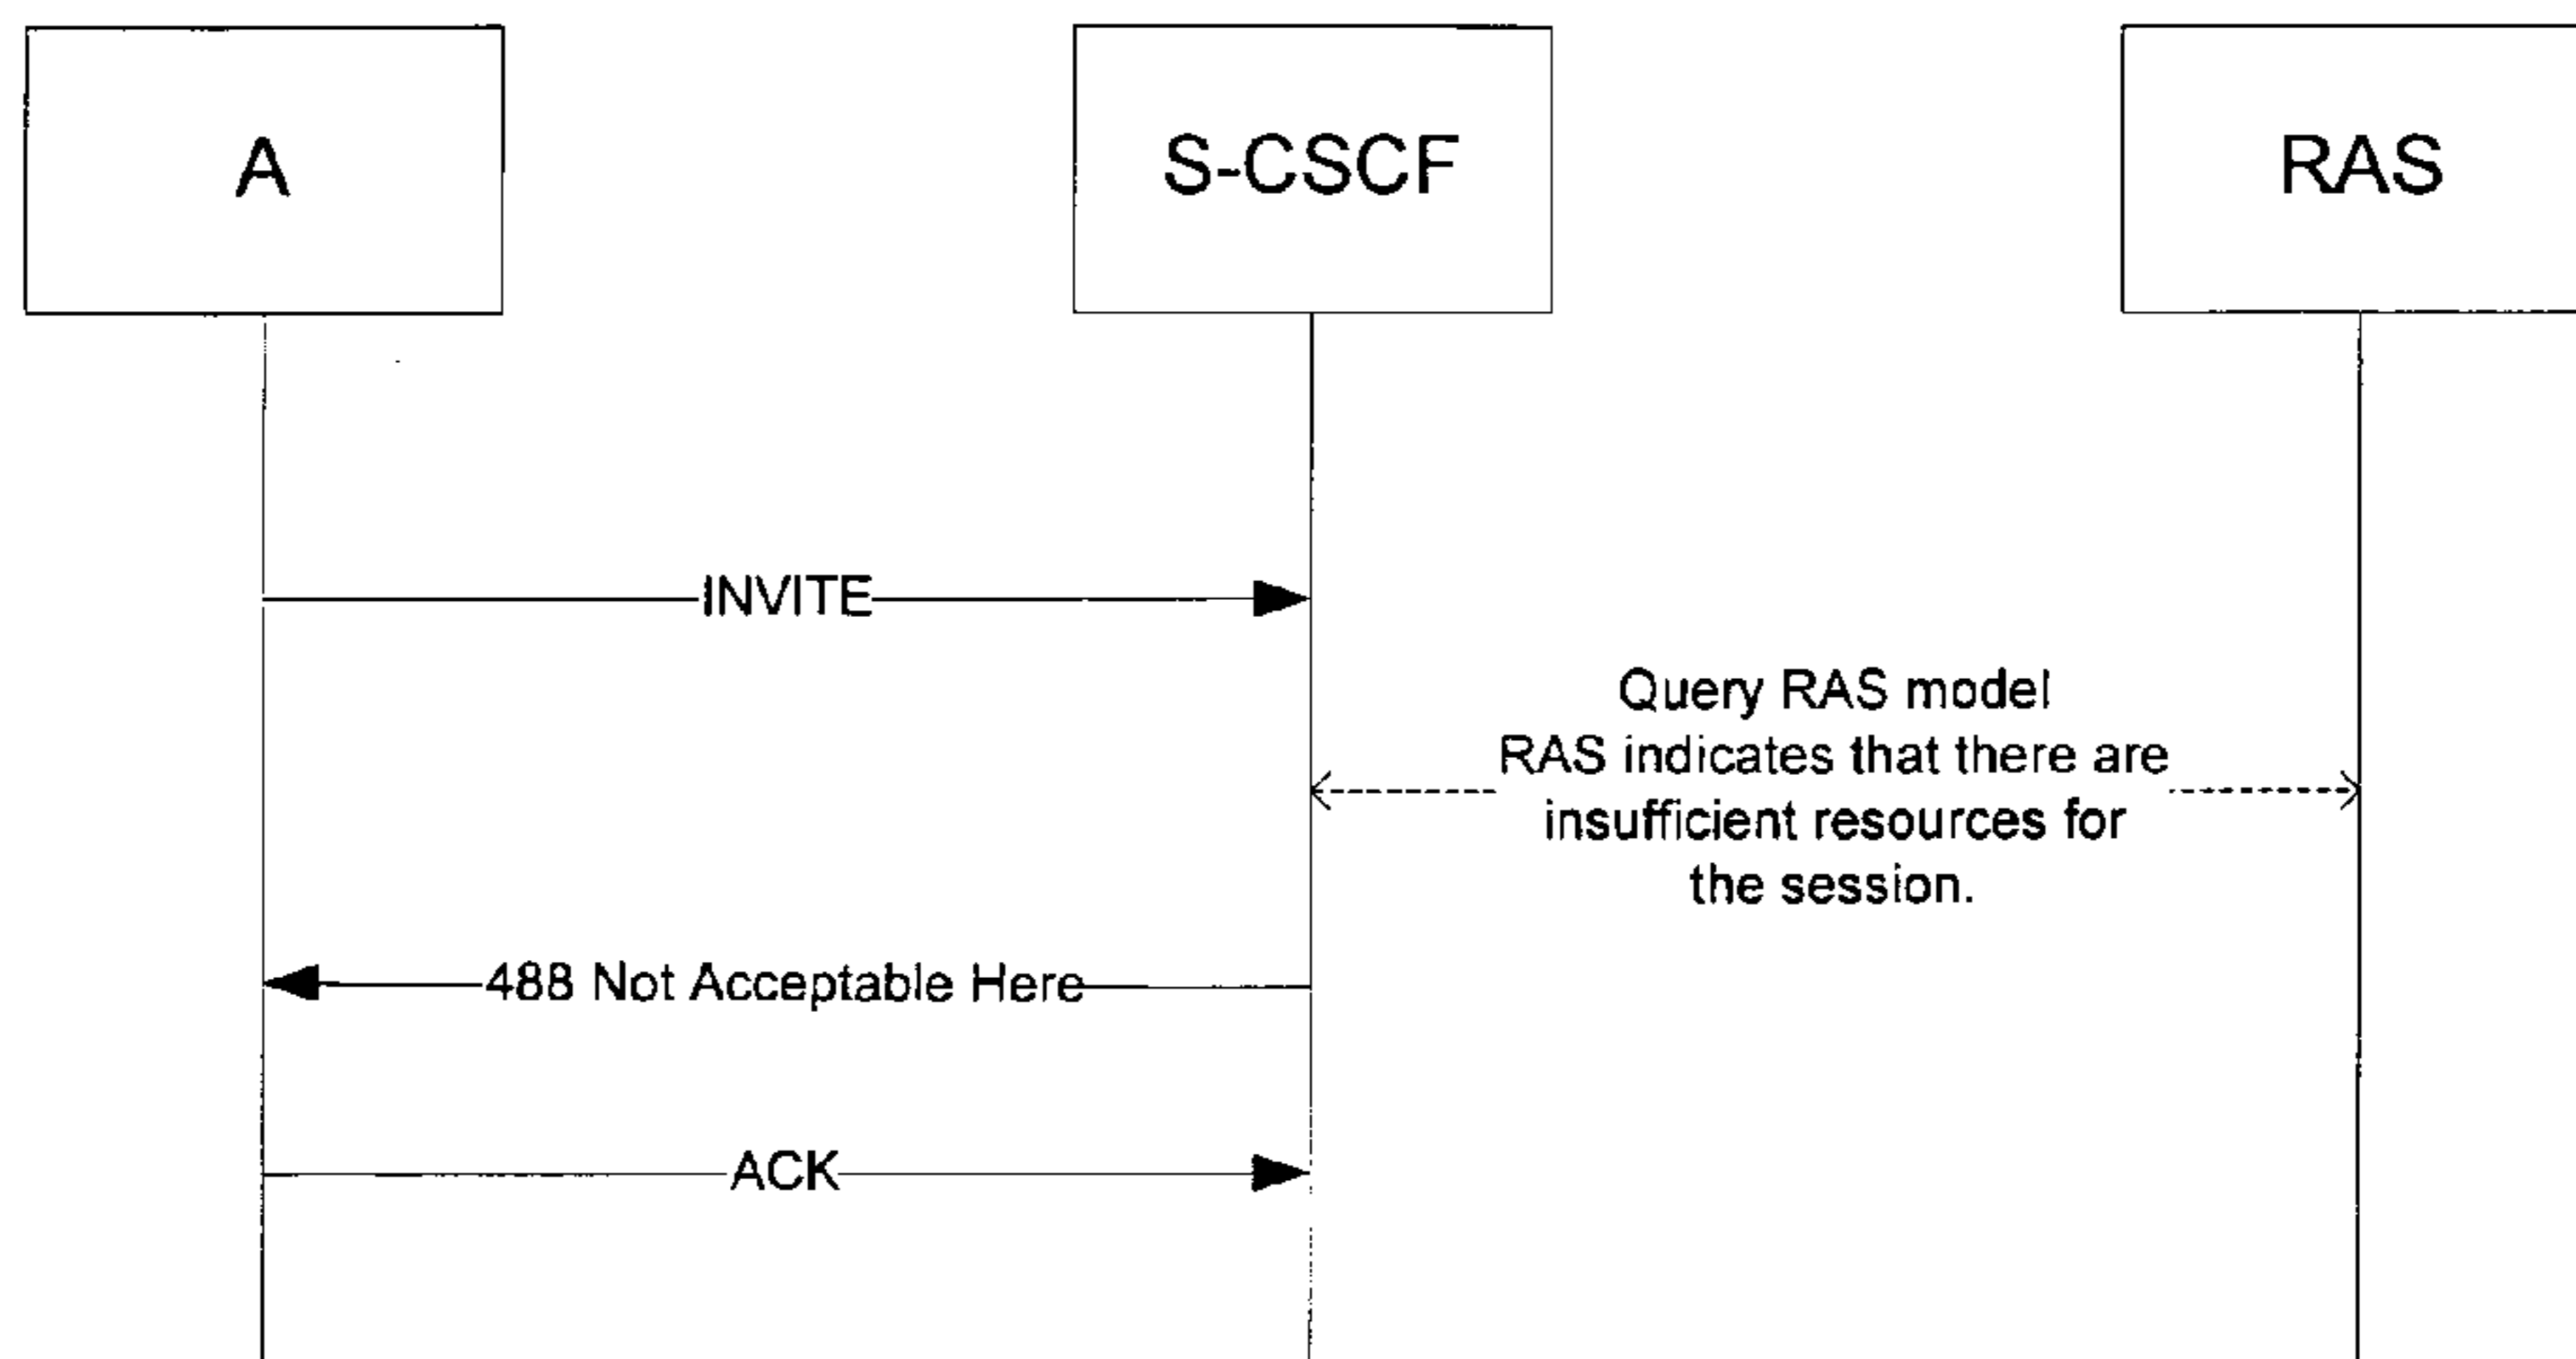 A
S-CSCF
RAS
INVITE
Query RAS model
RAS indicates that there are
insufficient resources for
the session.
488 Not Acceptable Here
ACK